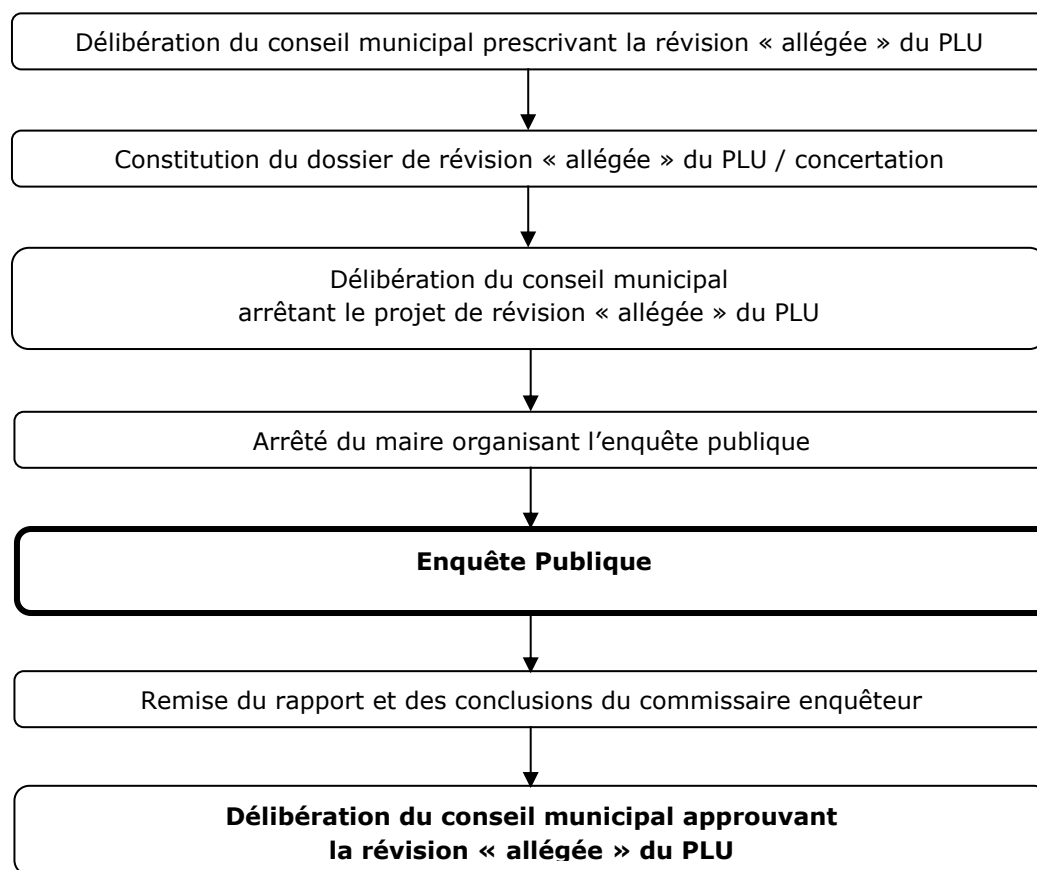 Délibération du conseil municipal prescrivant la révision « allégée » du PLU
Constitution du dossier de révision « allégée » du PLU / concertation
Délibération du conseil municipal
arrêtant le projet de révision « allégée » du PLU
Arrêté du maire organisant l’enquête publique
Enquête Publique
Remise du rapport et des conclusions du commissaire enquêteur
Délibération du conseil municipal approuvant
la révision « allégée » du PLU